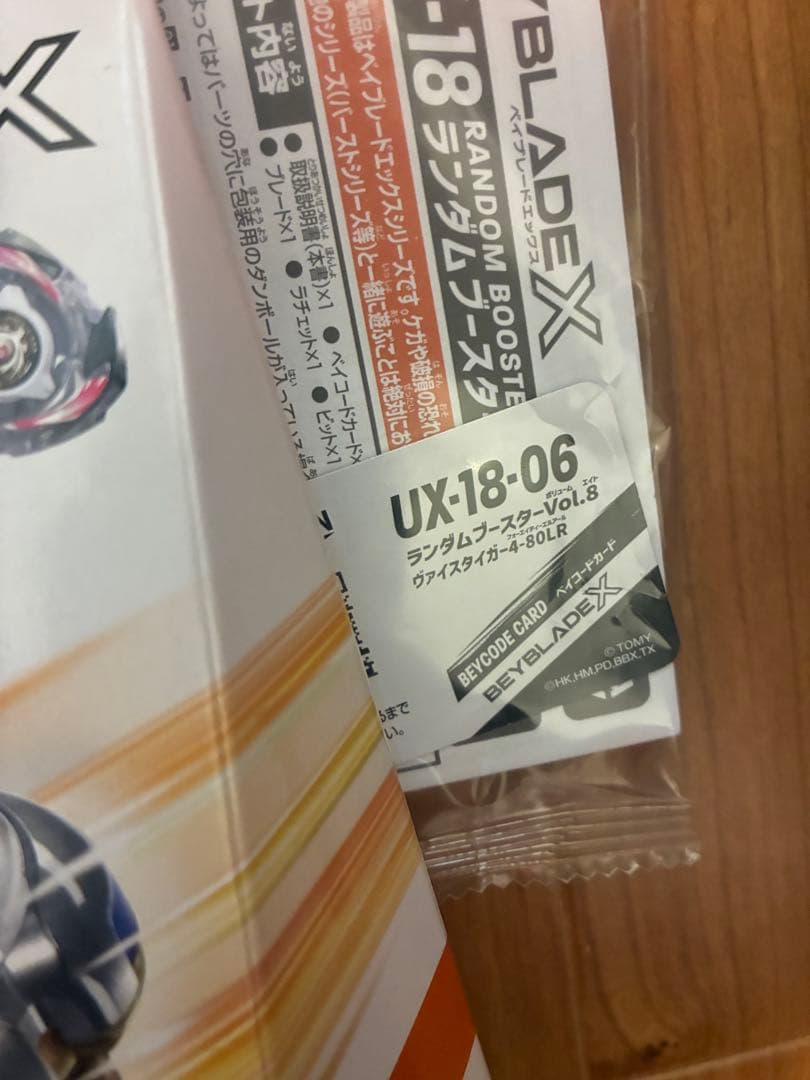 X
BLADE X
ベイブレードエックス
-18
RANDOM BOOSTE
ランダムブースタ
製品はベイブレードエックスシリーズです。ケガや破損の恐れ
のシリーズ(バーストシリーズ等)と一緒に遊ぶことは絶対にお
ト内容
● 取扱説明書(本書)×1 ● ベイコードカード×
● ブレード×1 ● ラチェット×1 ● ビット×1
よってはパーツの穴に包装用のダンボールが入っている場
UX-18-06
ランダムブースターVol.8
ヴァイスタイガー4-80LR
BEYCODE CARD ベイコードカード
BEYBLADE X
© TOMY
©HK,HM,PD,BBX,TX
るまで
い。